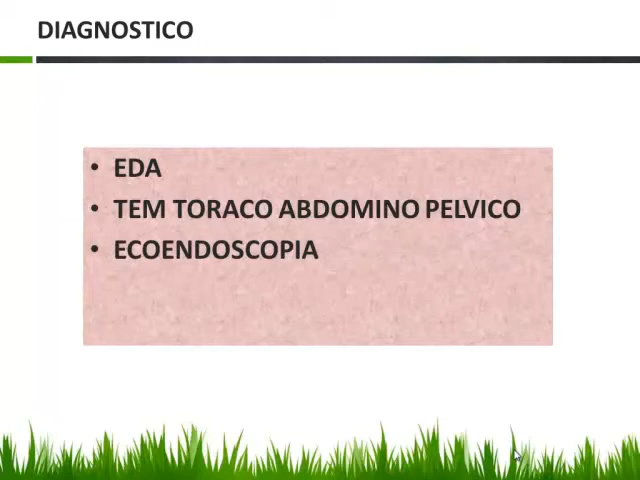 DIAGNOSTICO
• EDA
• TEM TORACO ABDOMINO PELVICO
• ECOENDOSCOPIA